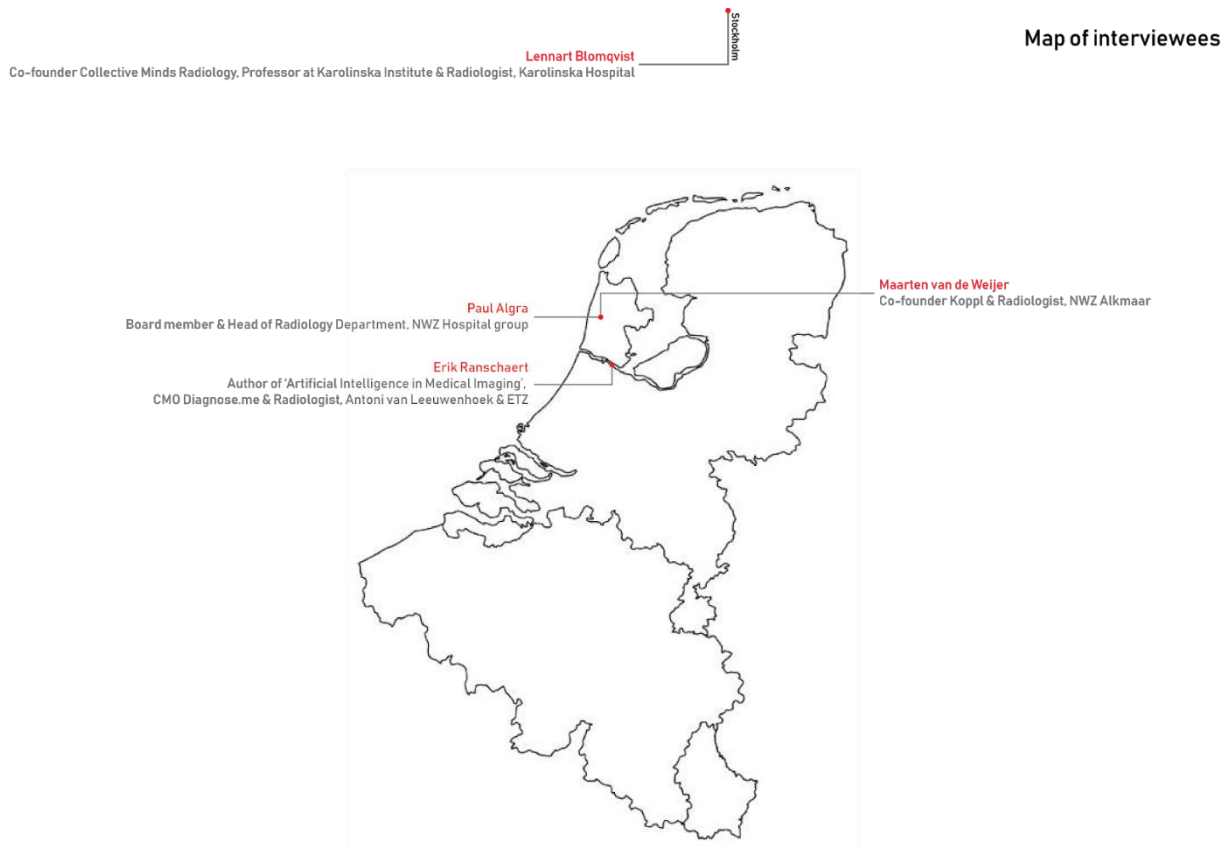 Map of interviewees
Stockholm
Lennart Blomqvist
Co-founder Collective Minds Radiology, Professor at Karolinska Institute & Radiologist, Karolinska Hospital
Maarten van de Weijer
Co-founder Koppl & Radiologist, NWZ Alkmaar
Paul Algra
Board member & Head of Radiology Department, NWZ Hospital group
Erik Ranschaert
Author of ‘Artificial Intelligence in Medical Imaging’,
CMO Diagnose.me & Radiologist, Antoni van Leeuwenhoek & ETZ